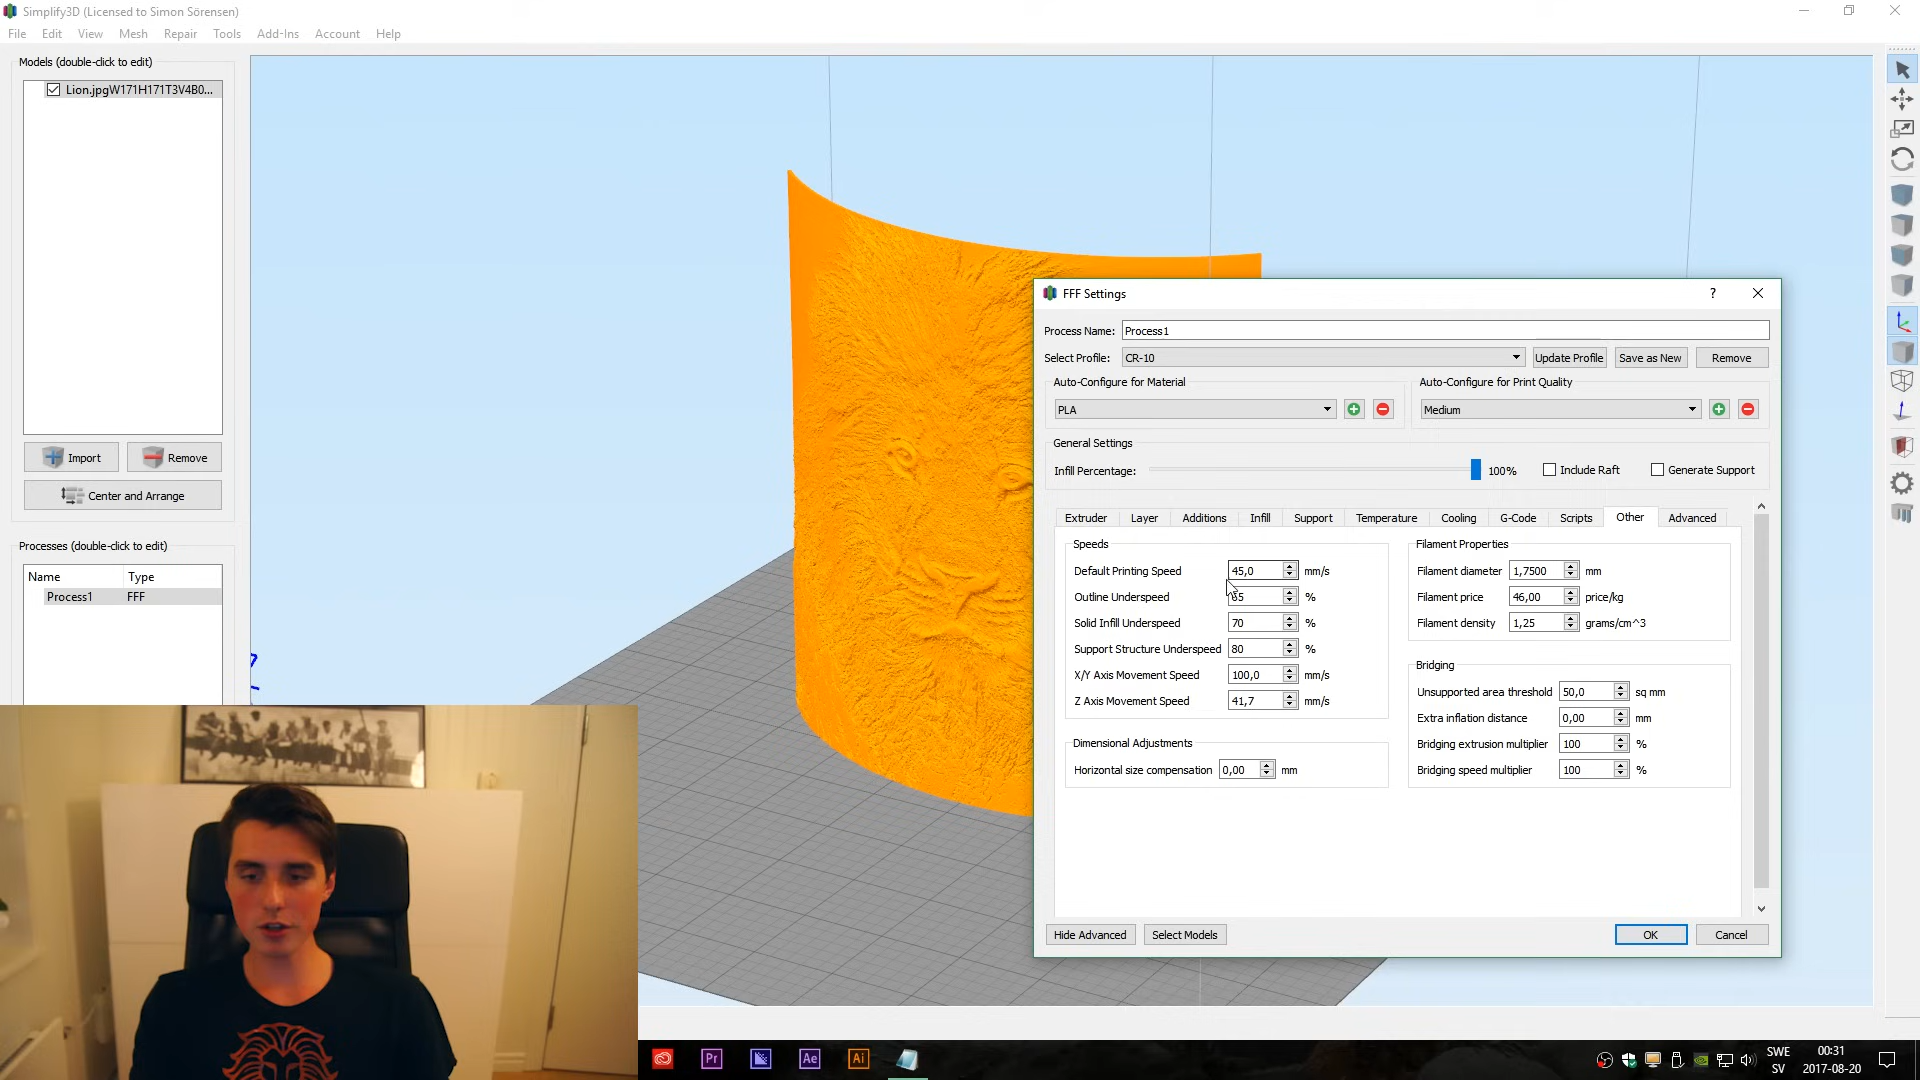 Simplify3D (Licensed to Simon Sörensen)
File Edit View Mesh Repair Tools Add-Ins Account Help
Models (double-click to edit)
Lion.jpgW171H171T3V4B0...
Import Remove
Center and Arrange
Processes (double-click to edit)
Name Type
Process1 FFF
FFF Settings
?
Process Name: Process1
Select Profile: CR-10 Update Profile Save as New Remove
Auto-Configure for Material
PLA
Auto-Configure for Print Quality
Medium
General Settings
Infill Percentage: 100% Include Raft Generate Support
Extruder Layer Additions Infill Support Temperature Cooling G-Code Scripts Other Advanced
Speeds
Default Printing Speed 45,0 mm/s
Outline Underspeed %
Solid Infill Underspeed 70 %
Support Structure Underspeed 80 %
X/Y Axis Movement Speed 100,0 mm/s
Z Axis Movement Speed 41,7 mm/s
Dimensional Adjustments
Horizontal size compensation 0,00 mm
Filament Properties
Filament diameter 1,7500 mm
Filament price 46,00 price/kg
Filament density 1,25 grams/cm^3
Bridging
Unsupported area threshold 50,0 sq mm
Extra inflation distance 0,00 mm
Bridging extrusion multiplier 100 %
Bridging speed multiplier 100 %
Hide Advanced Select Models OK Cancel
Pr Ae Ai
SWE
SV
00:31
2017-08-20